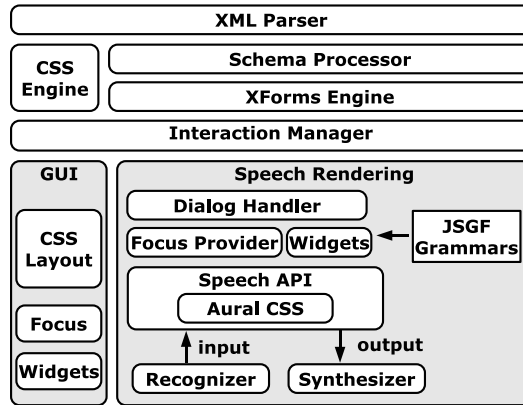 XML Parser
CSS
Engine
Schema Processor
XForms Engine
Interaction Manager
GUI
CSS
Layout
Focus
Widgets
Speech Rendering
Dialog Handler
Focus Provider
Widgets
JSGF
Grammars
Speech API
Aural CSS
input
output
Recognizer
Synthesizer